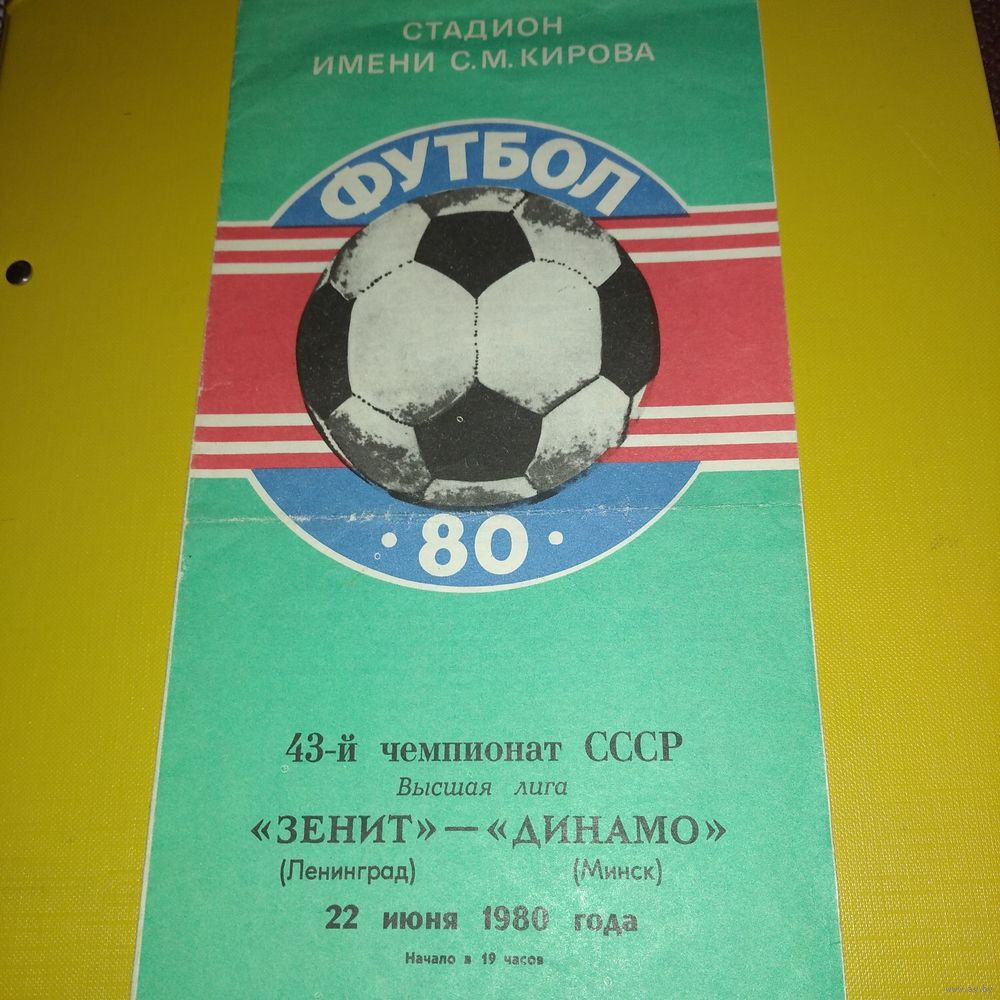 СТАДИОН
ИМЕНИ С.М.КИРОВА
ФУТБОЛ
·80·
43-й чемпионат СССР
Высшая лига
«ЗЕНИТ»—«ДИНАМО»
(Ленинград) (Минск)
22 июня 1980 года
Начало в 19 часов